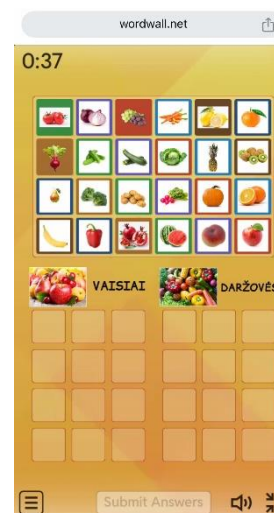 wordwall.net
0:37
VAISIAI
DARŽOVĖS
Submit Answers